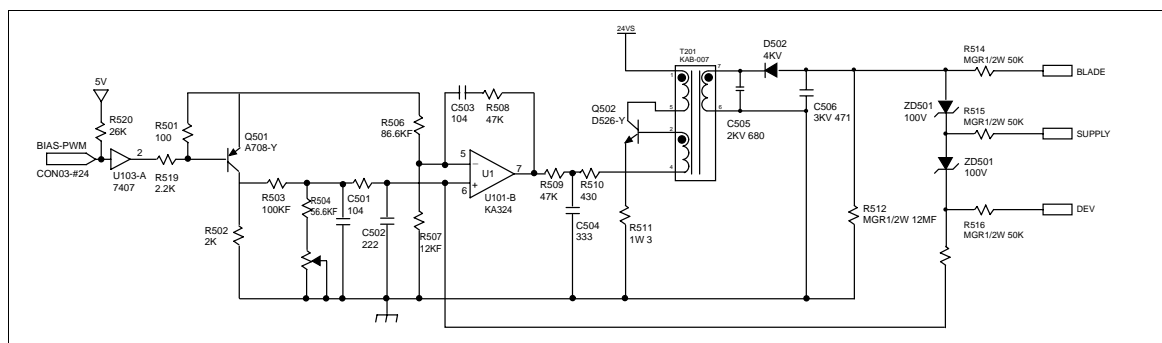 24VS
T201
KAB-007
D502
4KV
5V
R520
26K
BIAS-PWM
CON03-#24
U103-A
7407
2
R519
2.2K
R501
100
Q501
A708-Y
R503
100KF
R502
2K
R504
56.6KF
C501
104
C502
222
R506
86.6KF
R507
12KF
C503
104
R508
47K
5
6
7
U1
U101-B
KA324
R509
47K
R510
430
C504
333
Q502
D526-Y
R511
1W 3
1
5
2
4
7
6
C505
2KV 680
C506
3KV 471
R512
MGR1/2W 12MF
R514
MGR1/2W 50K
BLADE
ZD501
100V
R515
MGR1/2W 50K
SUPPLY
ZD501
100V
DEV
R516
MGR1/2W 50K